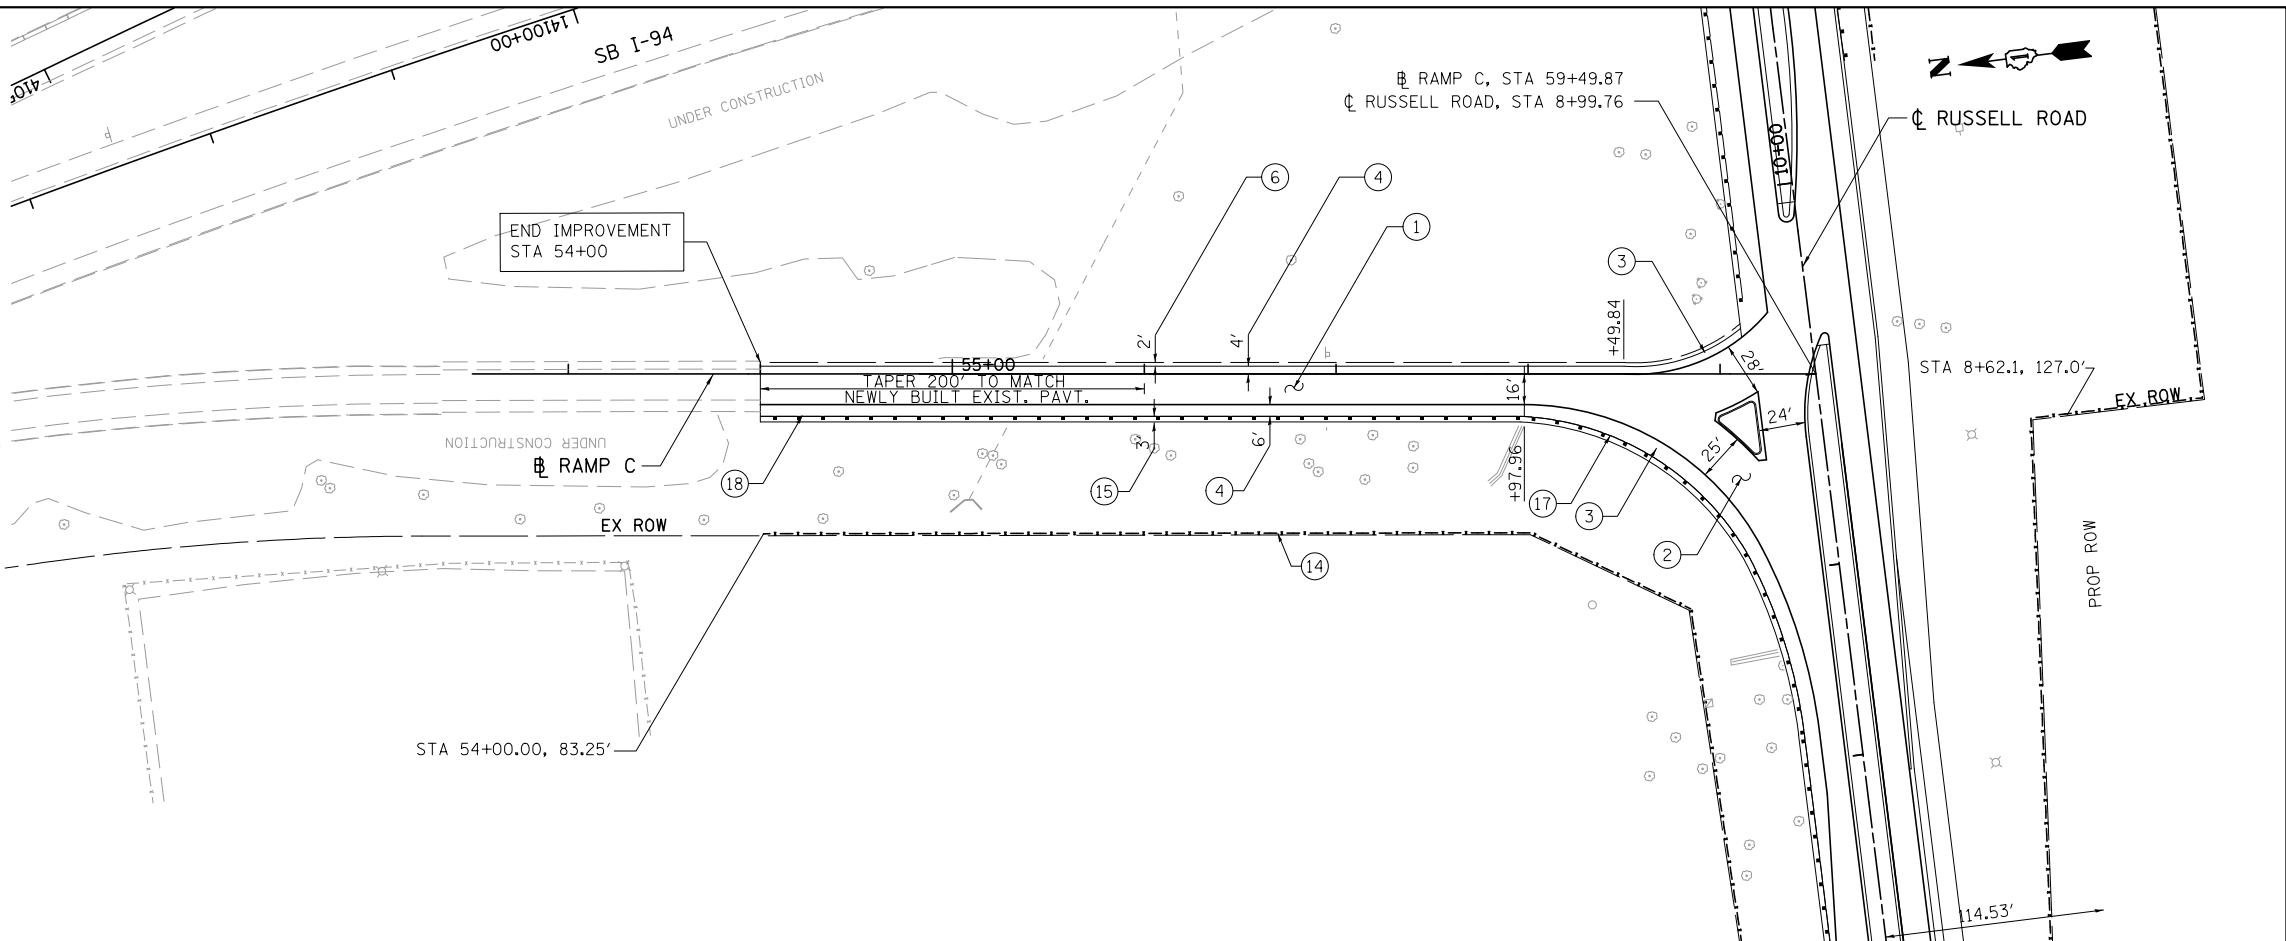 14100+00
SB I-94
UNDER CONSTRUCTION
℄ RUSSELL ROAD, STA 8+99.76
RAMP C, STA 59+49.87
N
1
℄ RUSSELL ROAD
10+00
6
4
1
3
END IMPROVEMENT
STA 54+00
+49.84
2'
4'
28'
55+00
STA 8+62.1, 127.0'
TAPER 200' TO MATCH
NEWLY BUILT EXIST. PAVT.
16'
EX ROW
24'
UNDER CONSTRUCTION
RAMP C
3'
6'
25'
+97.96
18
15
4
17
3
EX ROW
2
14
PROP ROW
STA 54+00.00, 83.25'
114.53'